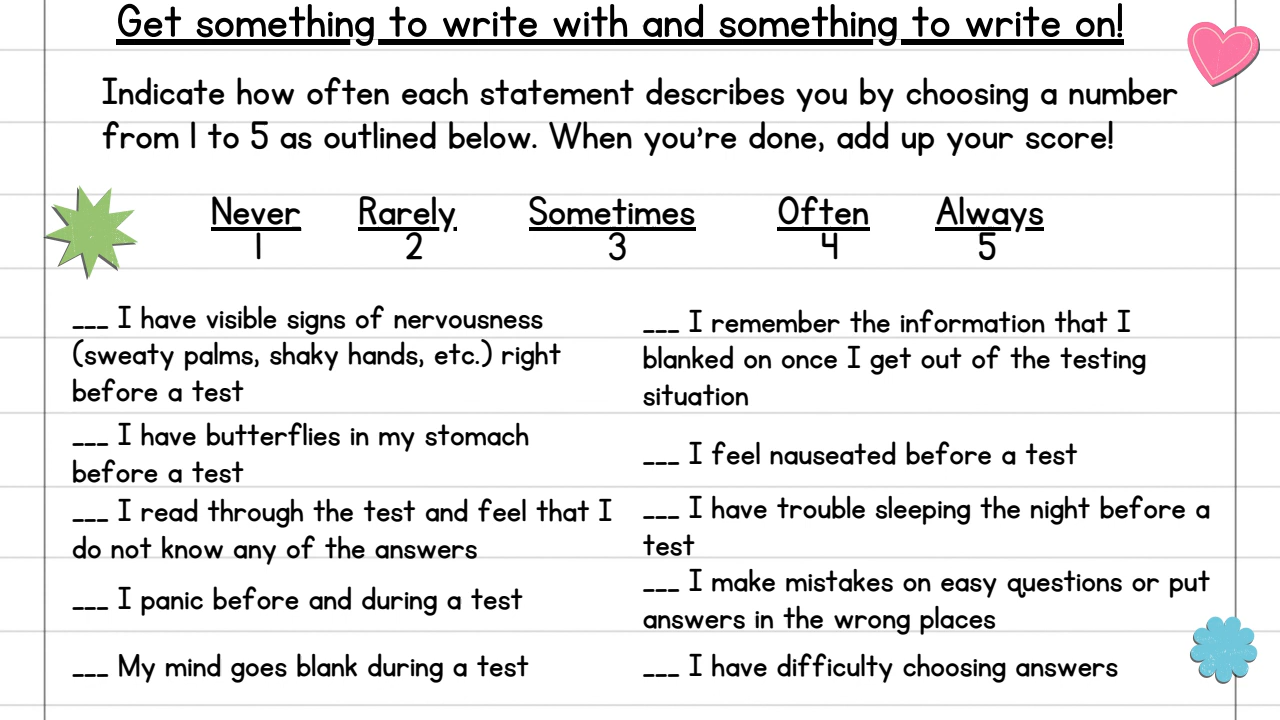 Get something to write with and something to write on!
Indicate how often each statement describes you by choosing a number
from 1 to 5 as outlined below. When you're done, add up your score!
Never Rarely Sometimes Often Always
1 2 3 4 5
___ I have visible signs of nervousness
(sweaty palms, shaky hands, etc.) right
before a test
___ I have butterflies in my stomach
before a test
___ I read through the test and feel that I
do not know any of the answers
___ I panic before and during a test
___ My mind goes blank during a test
___ I remember the information that I
blanked on once I get out of the testing
situation
___ I feel nauseated before a test
___ I have trouble sleeping the night before a
test
___ I make mistakes on easy questions or put
answers in the wrong places
___ I have difficulty choosing answers